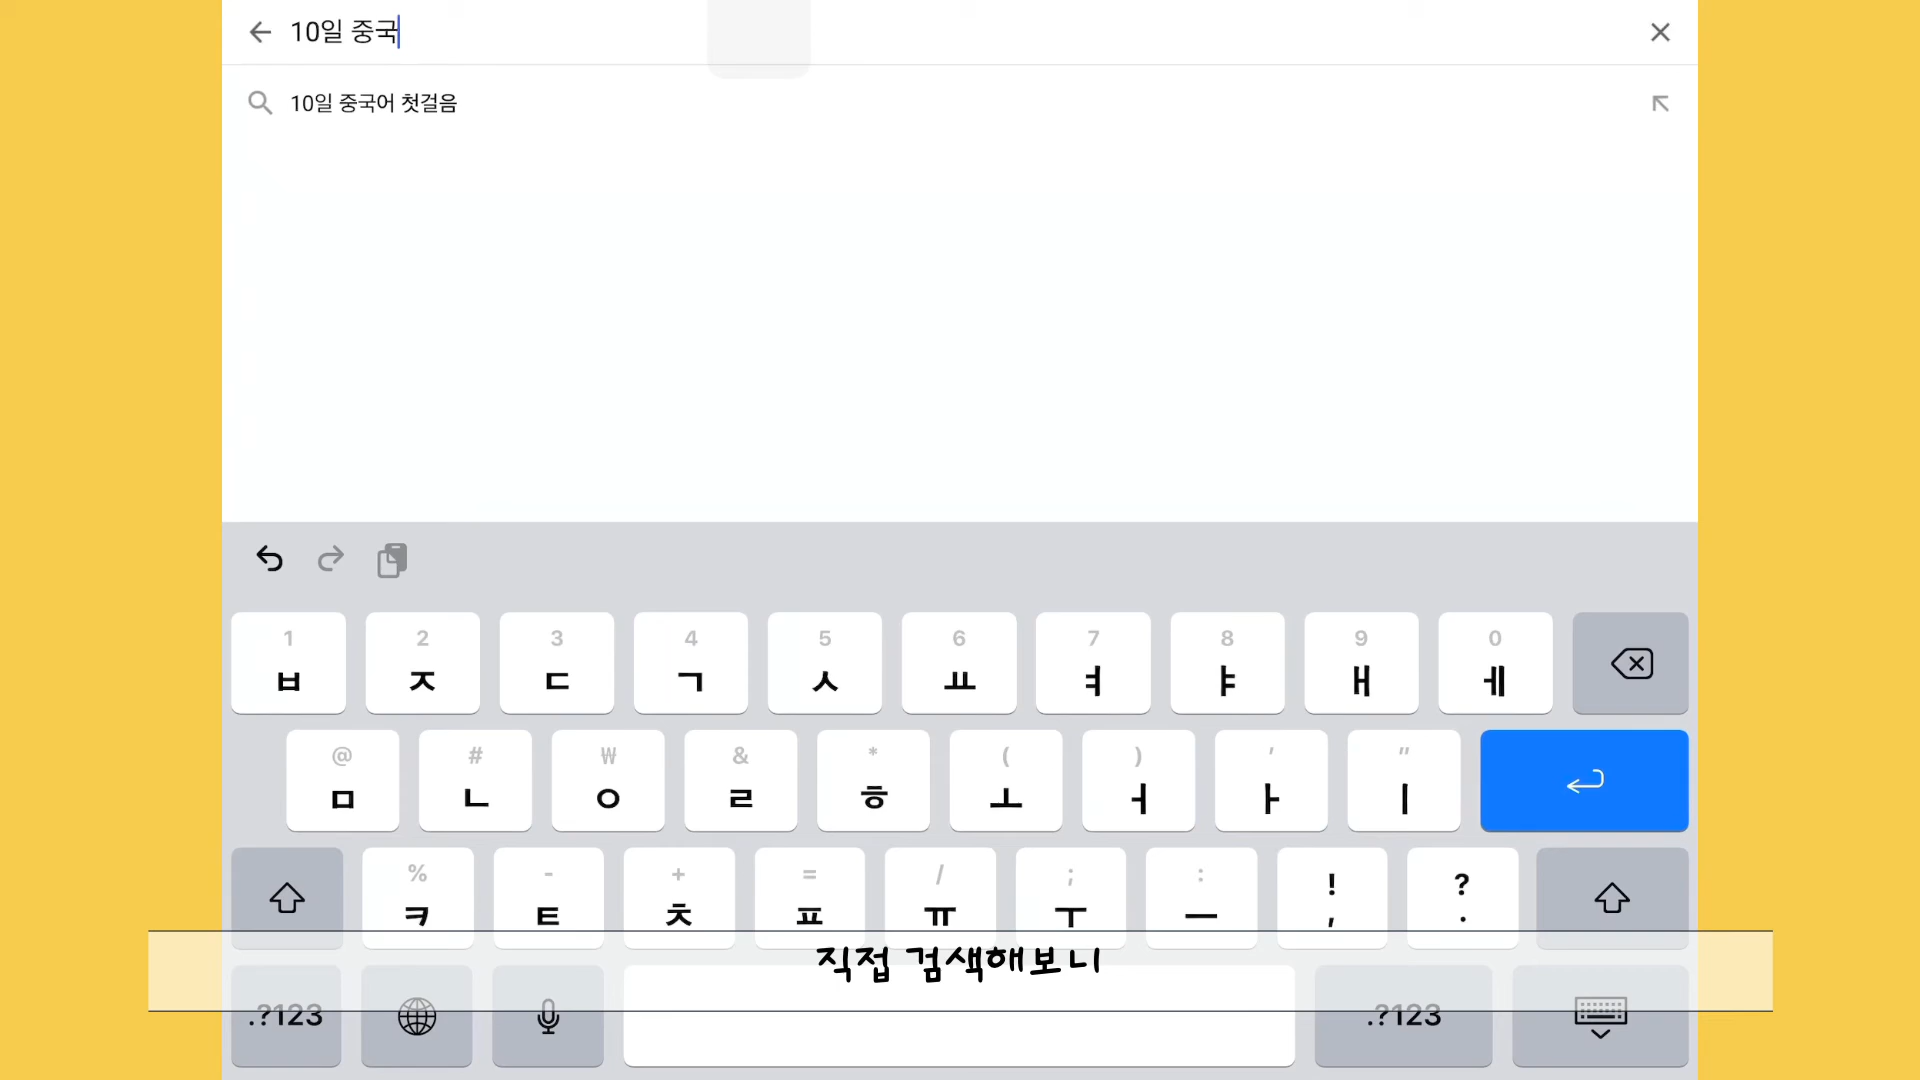 10일 중국
10일 중국어 첫걸음
1 2 3 4 5 6 7 8 9 0
ㅂ ㅈ ㄷ ㄱ ㅅ ㅛ ㅕ ㅑ ㅐ ㅔ
@ # ₩ & * ( ) ' "
ㅁ ㄴ ㅇ ㄹ ㅎ ㅗ ㅓ ㅏ ㅣ
% - + = / ; : ! ?
ㅋ ㅌ ㅊ ㅍ ㅠ ㅜ ㅡ , .
직접 검색해보니
.?123 .?123